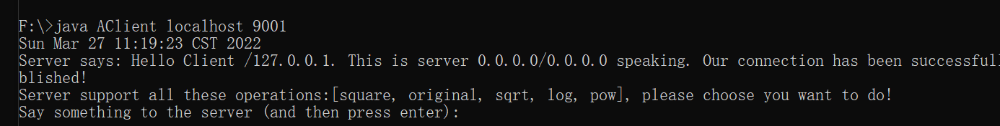 F:\>java AClient localhost 9001
Sun Mar 27 11:19:23 CST 2022
Server says: Hello Client /127.0.0.1. This is server 0.0.0.0/0.0.0.0 speaking. Our connection has been successfull
blished!
Server support all these operations:[square, original, sqrt, log, pow], please choose you want to do!
Say something to the server (and then press enter):